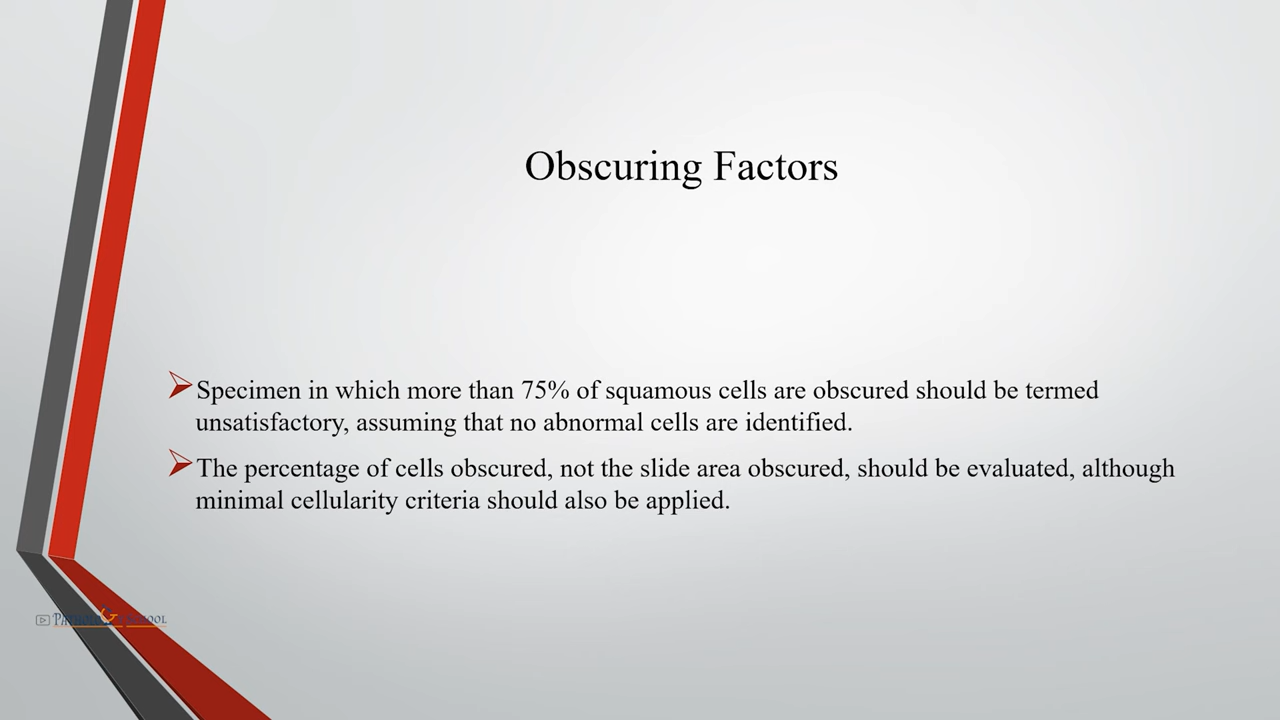 Obscuring Factors
Specimen in which more than 75% of squamous cells are obscured should be termed
unsatisfactory, assuming that no abnormal cells are identified.
The percentage of cells obscured, not the slide area obscured, should be evaluated, although
minimal cellularity criteria should also be applied.